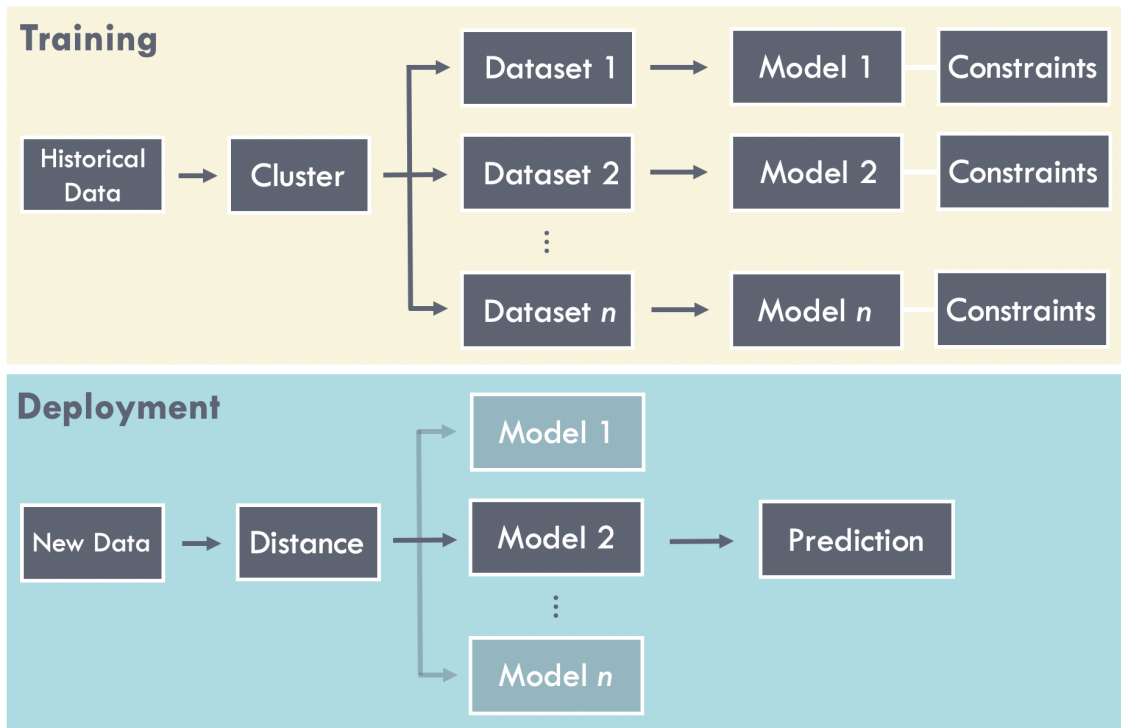 Training
Historical
Data
Cluster
Dataset 1
Model 1
Constraints
Dataset 2
Model 2
Constraints
⋮
Dataset n
Model n
Constraints
Deployment
New Data
Distance
Model 1
Model 2
⋮
Model n
Prediction